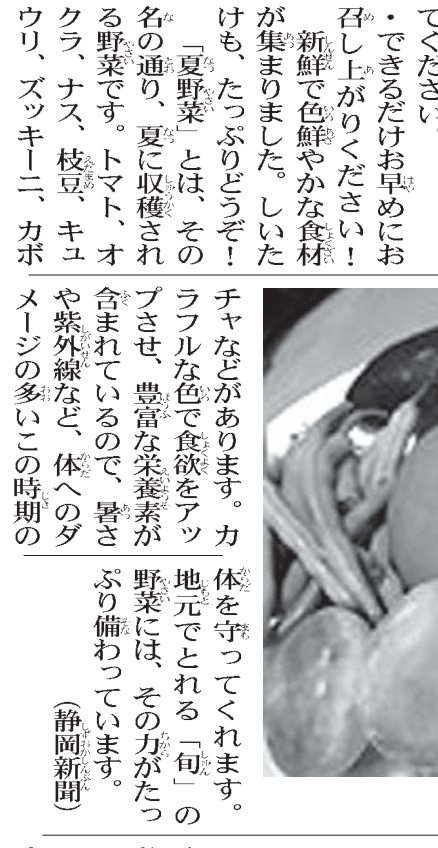 てください。
・できるだけお早めにお
召し上がりください！
新鮮で色鮮やかな食材
が集まりました。しいた
けも、たっぷりどうぞ！
「夏野菜」とは、その
名の通り、夏に収穫され
る野菜です。トマト、オ
クラ、ナス、枝豆、キュ
ウリ、ズッキーニ、カボ
チャなどがあります。カ
ラフルな色で食欲をアッ
プさせ、豊富な栄養素が
含まれているので、暑さ
や紫外線など、体へのダ
メージの多いこの時期の
体を守ってくれます。
地元でとれる「旬」の
野菜には、その力がたっ
ぷり備わっています。
（静岡新聞）